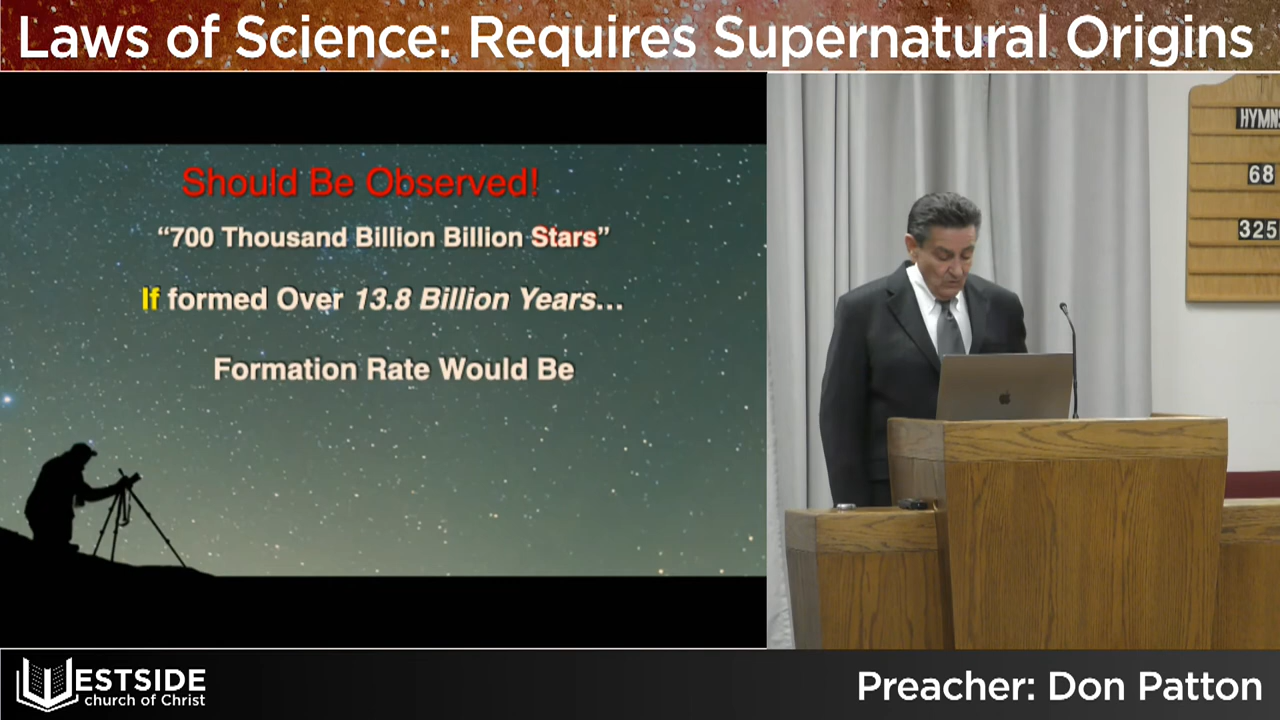 Laws of Science: Requires Supernatural Origins
Should Be Observed!
“700 Thousand Billion Billion Stars”
If formed Over 13.8 Billion Years...
Formation Rate Would Be
HYMNS
68
325
WESTSIDE
church of Christ
Preacher: Don Patton